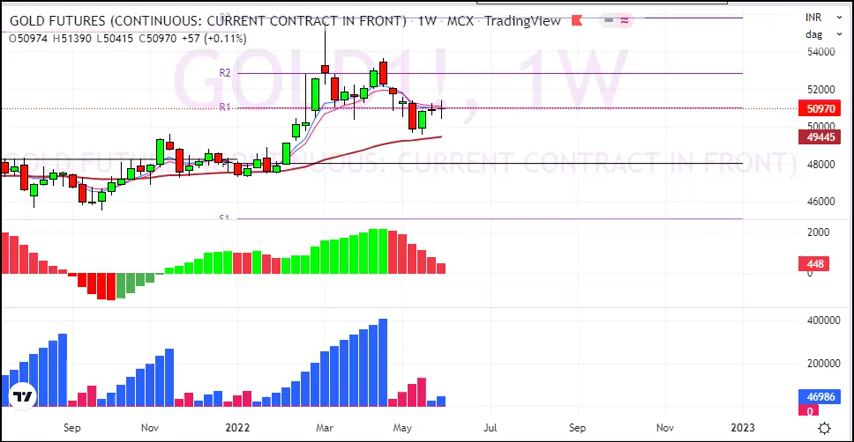 GOLD FUTURES (CONTINUOUS: CURRENT CONTRACT IN FRONT) · 1W · MCX · TradingView
O50974 H51390 L50415 C50970 +57 (+0.11%)
INR
dag
54000
R2
52000
R1
50970
50000
49445
48000
46000
S1
GOLD1!, 1W
GOLD FUTURES (CONTINUOUS: CURRENT CONTRACT IN FRONT)
2000
448
0
400000
200000
46986
0
Sep Nov 2022 Mar May Jul Sep 2023